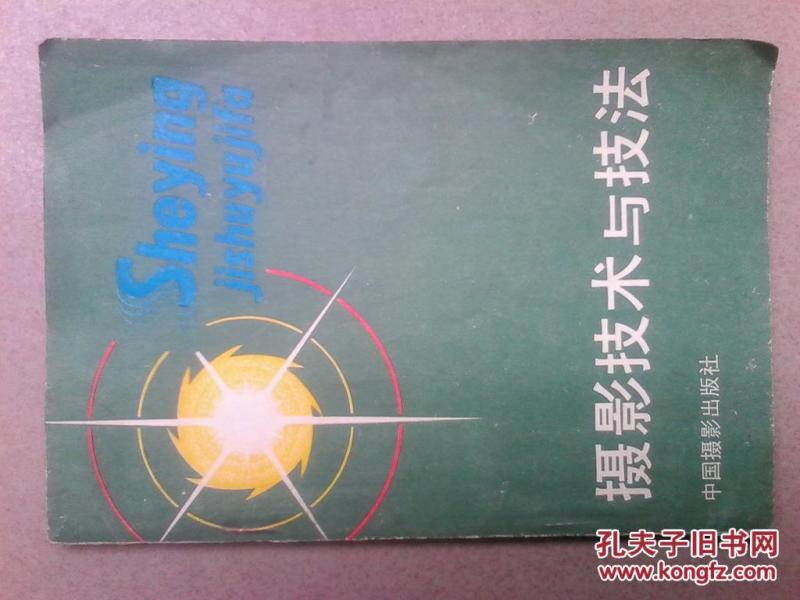 Sheying
jishuyujifa
摄影技术与技法
中国摄影出版社
孔夫子旧书网
www.kongfz.com